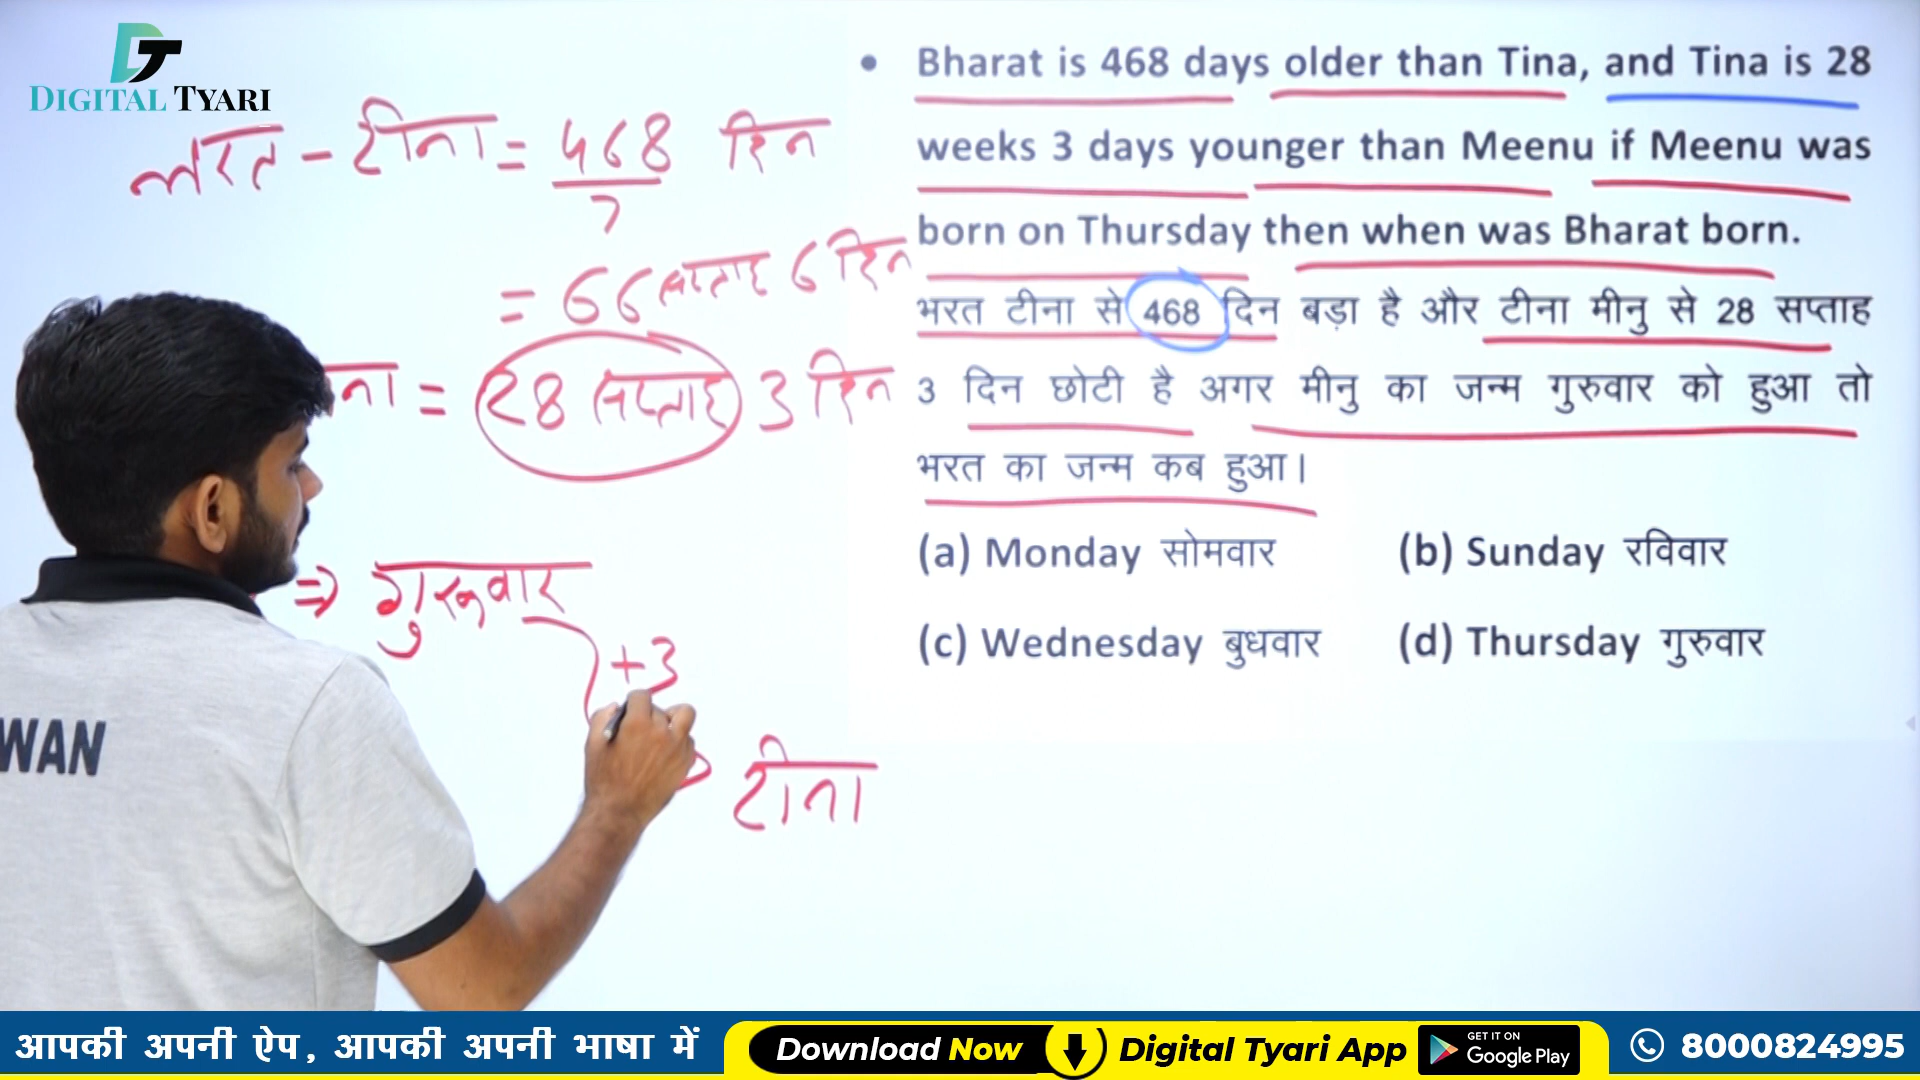 DT
DIGITAL TYARI
भरत - टीना = 468 दिन
7
= 66 सप्ताह 6 दिन
ना = 28 सप्ताह 3 दिन
⇒ गुरुवार
+3
टीना
• Bharat is 468 days older than Tina, and Tina is 28
weeks 3 days younger than Meenu if Meenu was
born on Thursday then when was Bharat born.
भरत टीना से 468 दिन बड़ा है और टीना मीनु से 28 सप्ताह
3 दिन छोटी है अगर मीनु का जन्म गुरुवार को हुआ तो
भरत का जन्म कब हुआ।
(a) Monday सोमवार (b) Sunday रविवार
(c) Wednesday बुधवार (d) Thursday गुरुवार
WAN
आपकी अपनी ऐप, आपकी अपनी भाषा में Download Now Digital Tyari App GET IT ON Google Play 8000824995